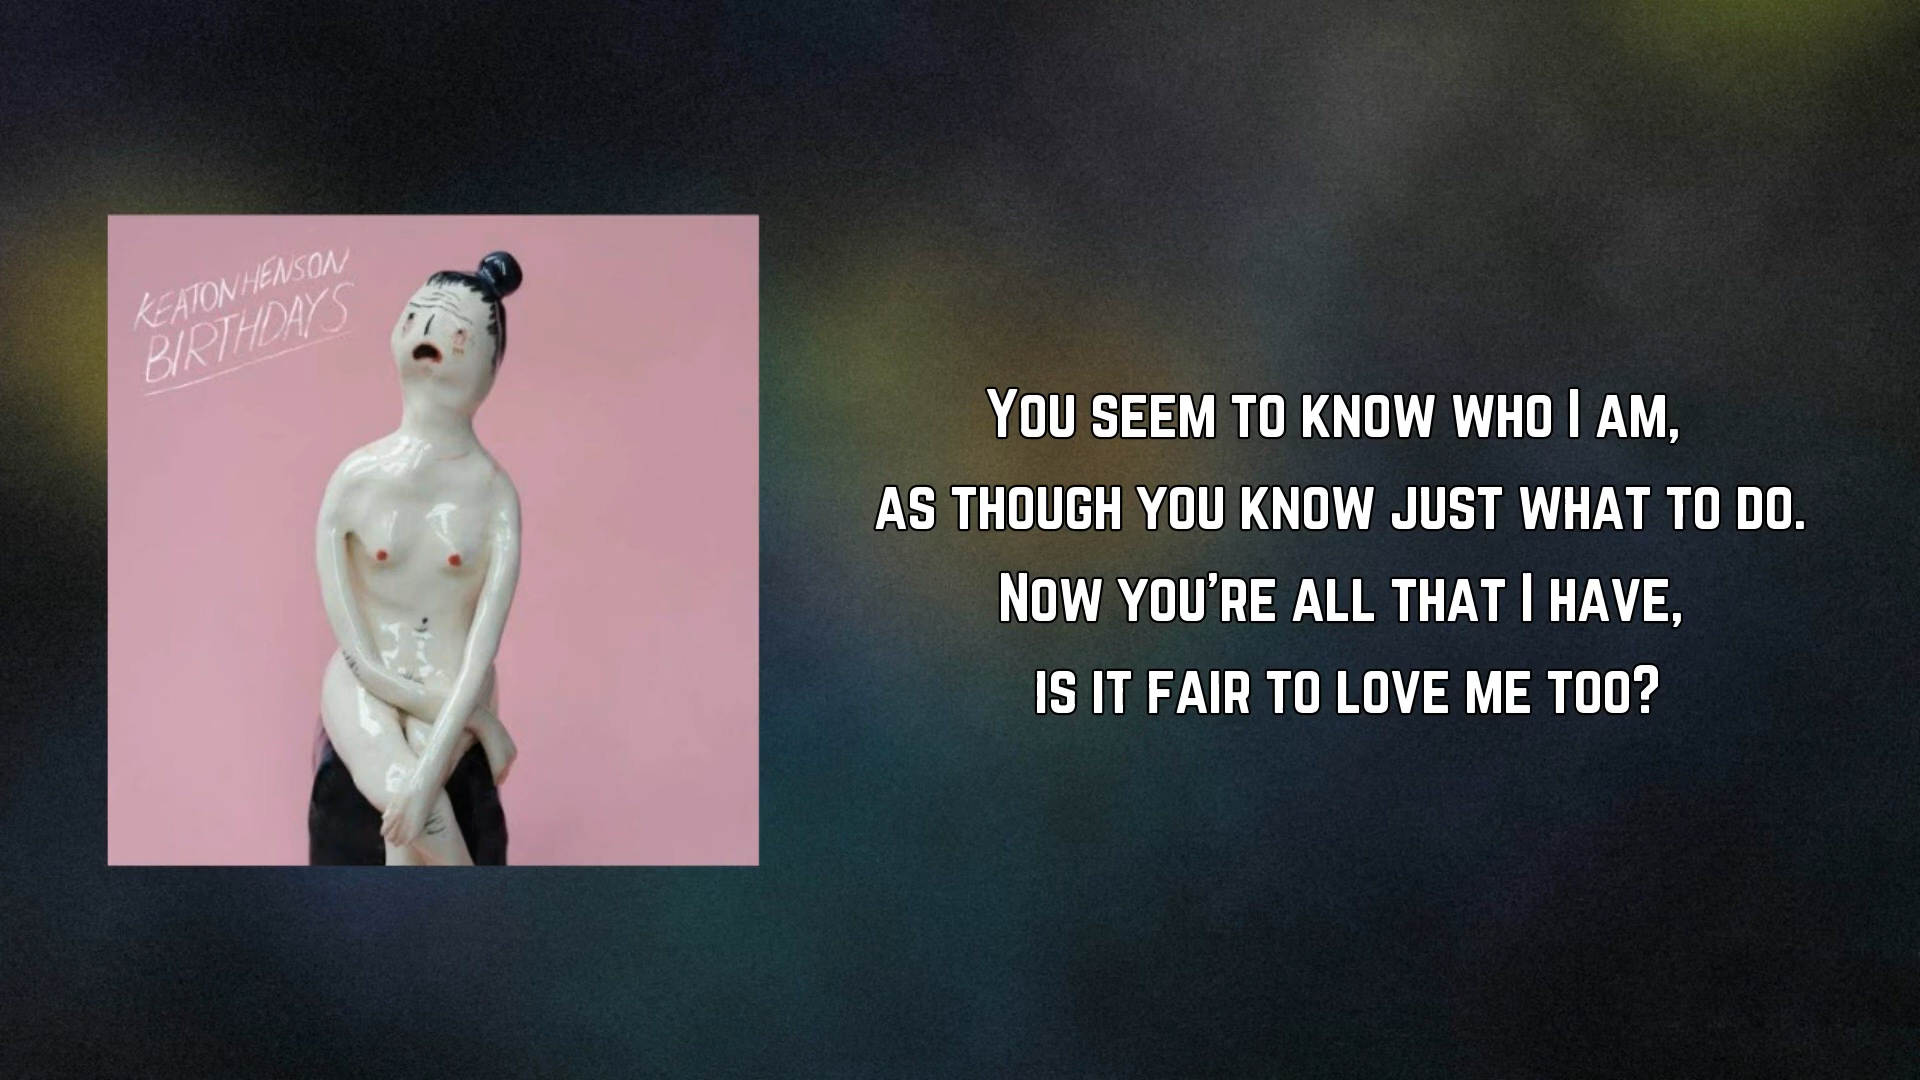 KEATON HENSON
BIRTHDAYS
You seem to know who I am,
as though you know just what to do.
Now you're all that I have,
is it fair to love me too?